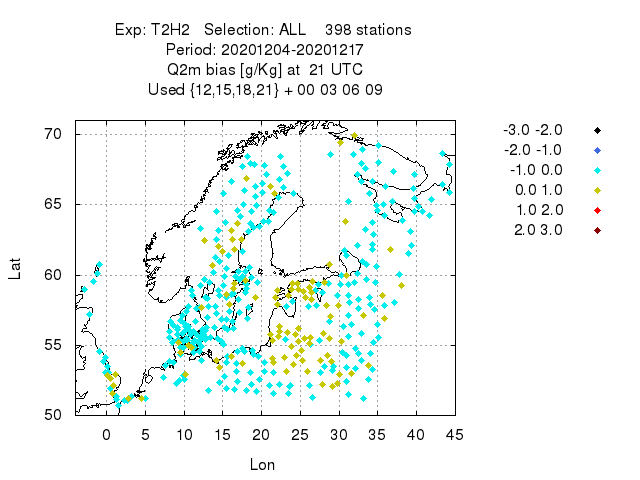 Exp: T2H2   Selection: ALL    398 stations
Period: 20201204-20201217
Q2m bias [g/Kg] at  21 UTC
Used {12,15,18,21} + 00 03 06 09
-3.0 -2.0
-2.0 -1.0
-1.0  0.0
0.0  1.0
1.0  2.0
2.0  3.0
70
65
60
55
50
Lat
0 5 10 15 20 25 30 35 40 45
Lon